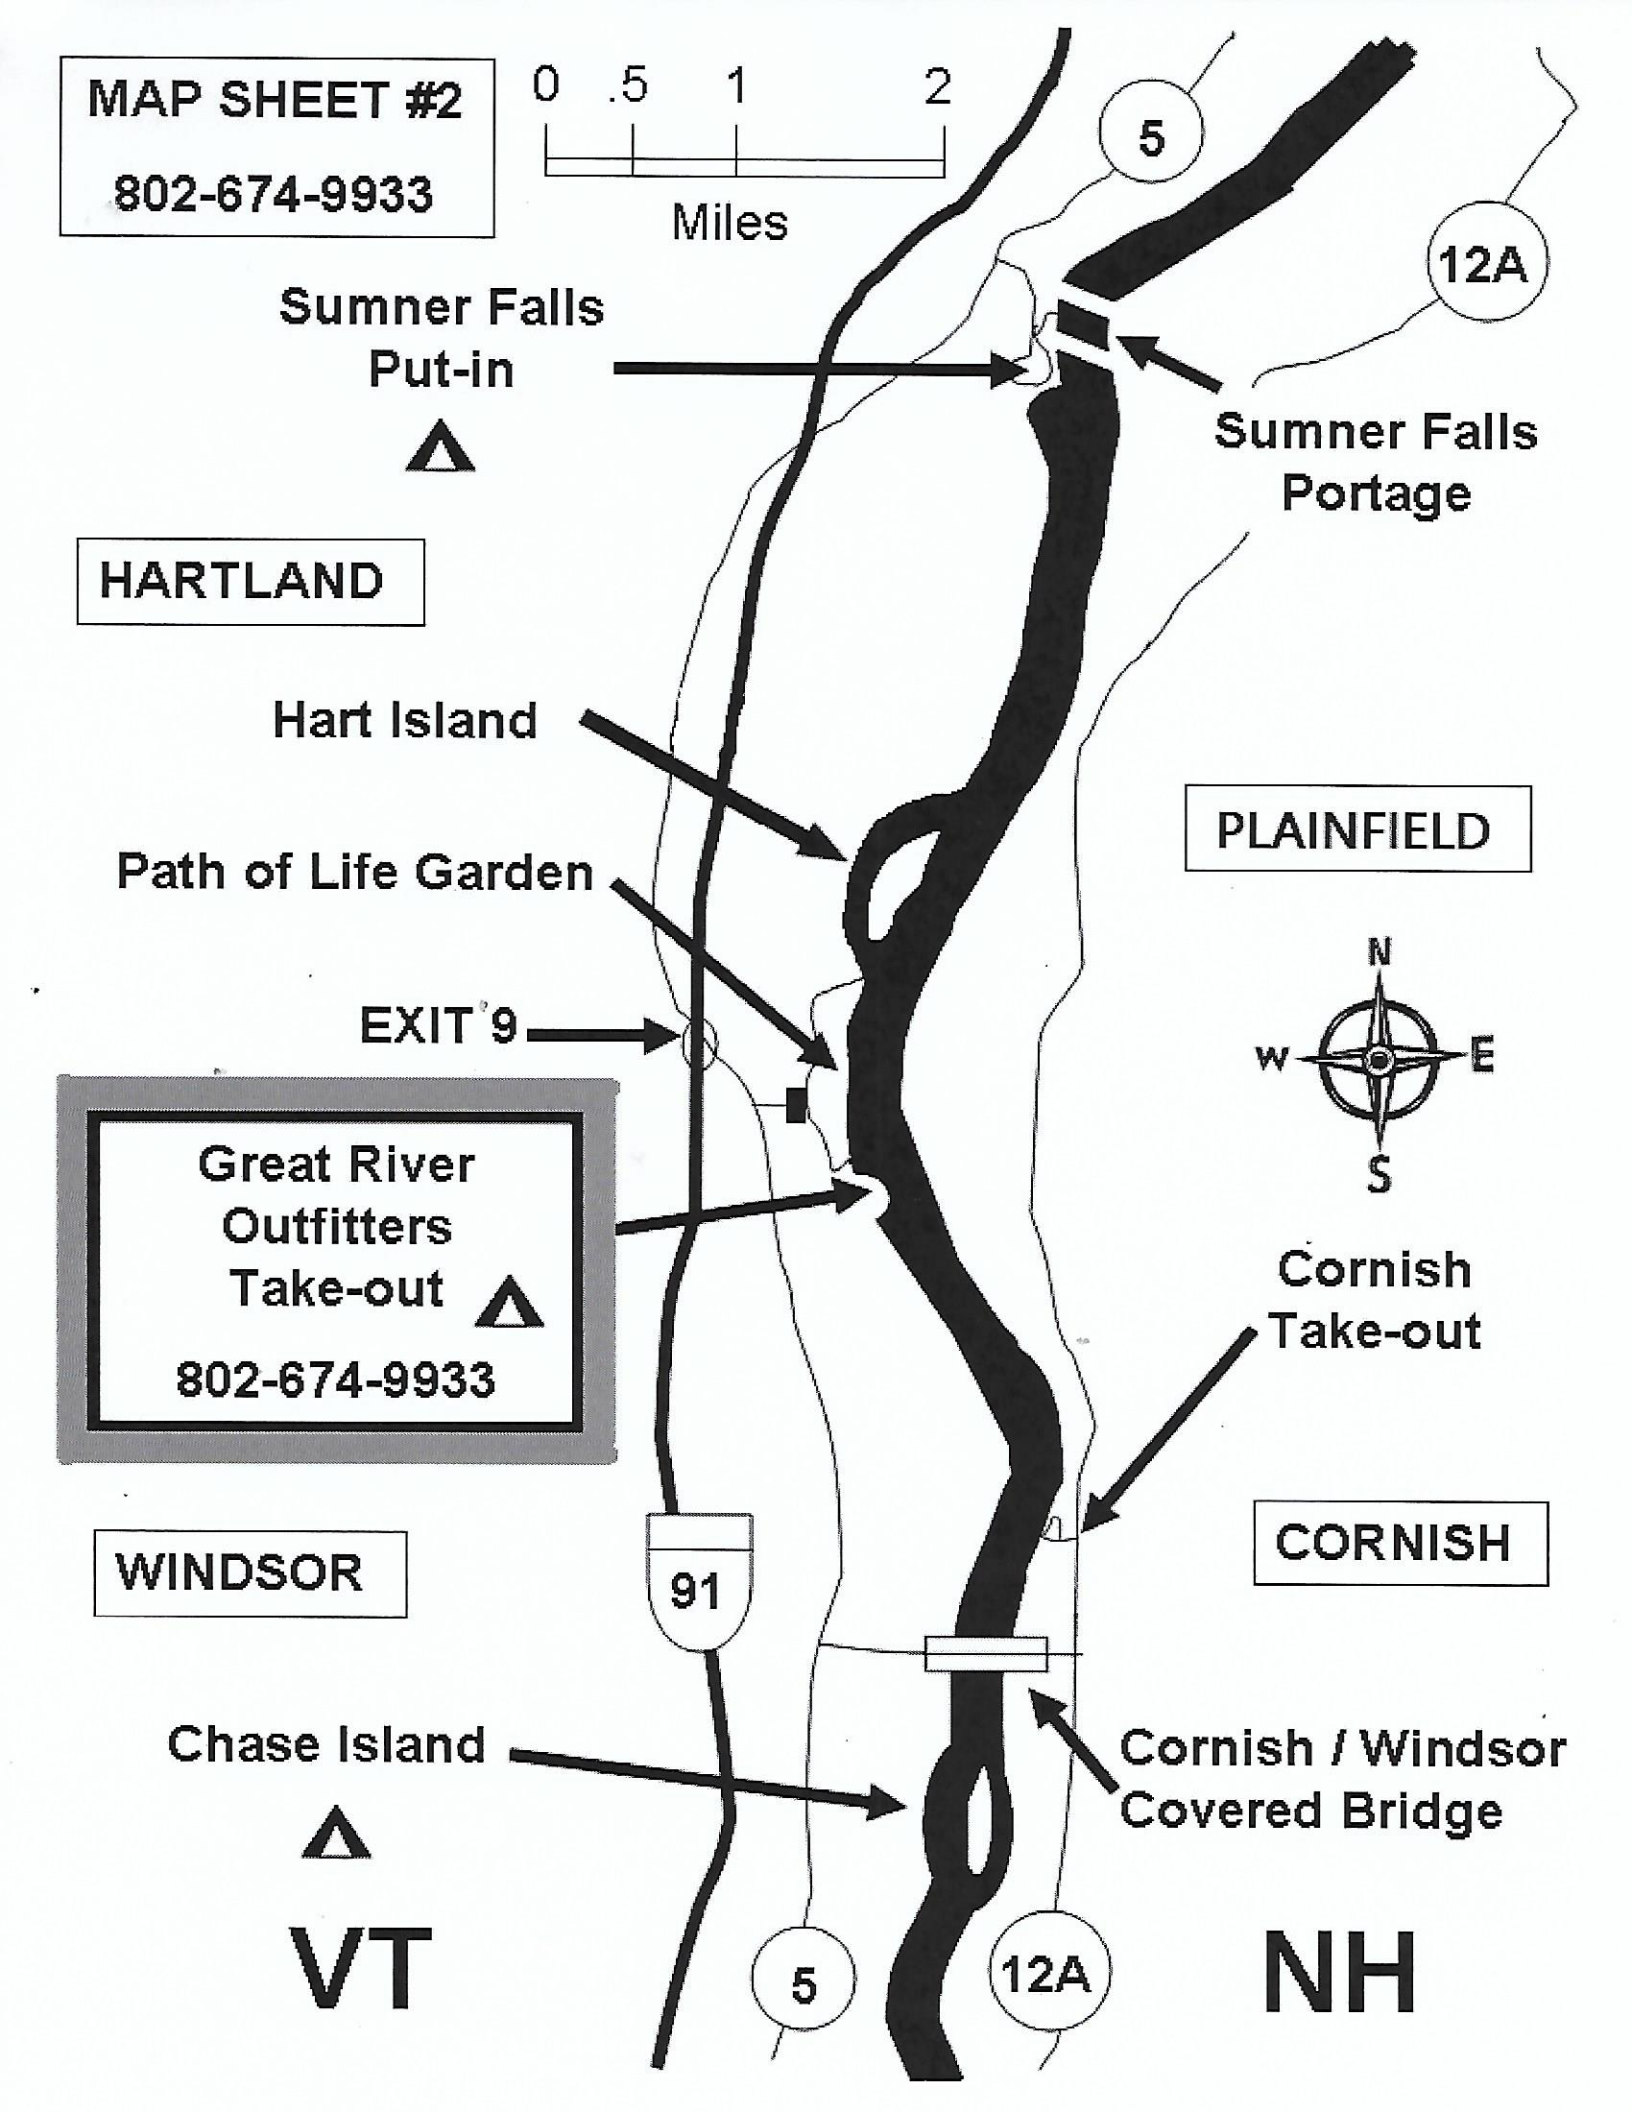 MAP SHEET #2
802-674-9933
0 .5 1 2
Miles
5
12A
Sumner Falls
Put-in
Sumner Falls
Portage
HARTLAND
Hart Island
PLAINFIELD
Path of Life Garden
N
W E
S
EXIT 9
Great River
Outfitters
Take-out
802-674-9933
Cornish
Take-out
CORNISH
WINDSOR
91
Chase Island
Cornish / Windsor
Covered Bridge
VT
5
12A
NH